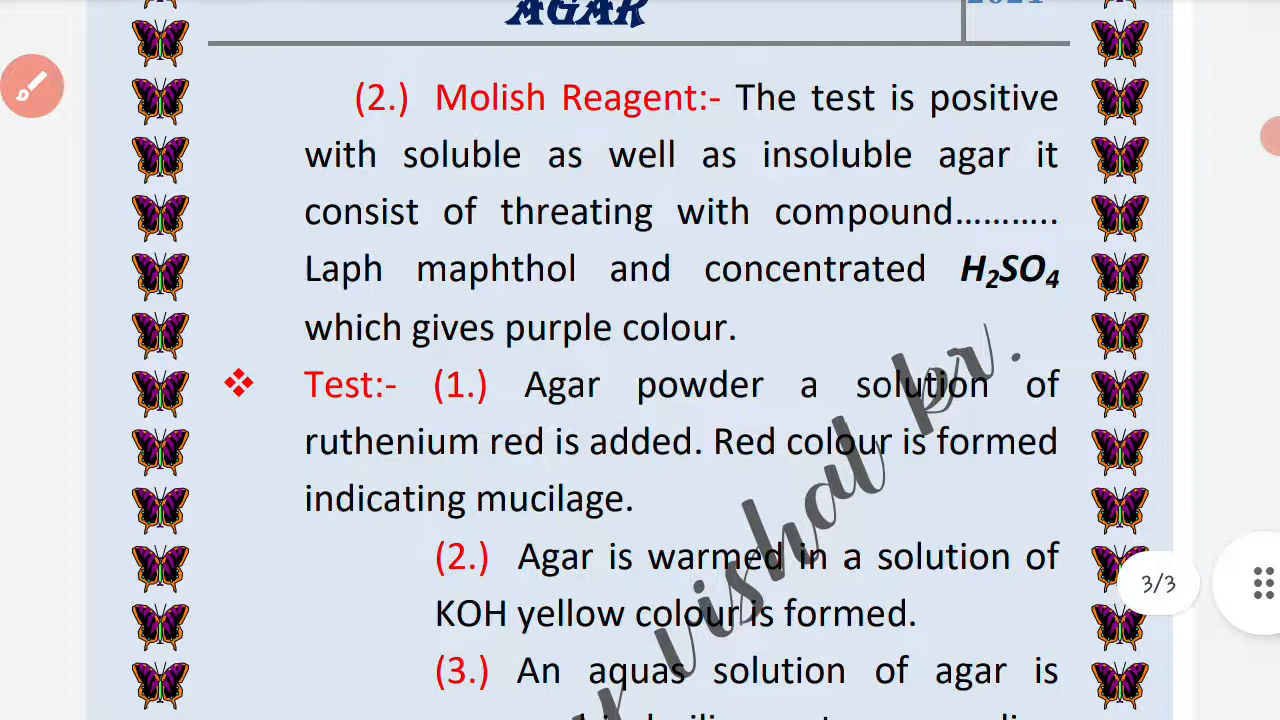 AGAR
2021
(2.) Molish Reagent:- The test is positive
with soluble as well as insoluble agar it
consist of threating with compound...........
Laph maphthol and concentrated H₂SO₄
which gives purple colour.
❖ Test:- (1.) Agar powder a solution of
ruthenium red is added. Red colour is formed
indicating mucilage.
(2.) Agar is warmed in a solution of
KOH yellow colour is formed.
(3.) An aquas solution of agar is
vishal kr.
3/3